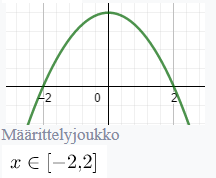 -2 0 2
Määrittelyjoukko
x ∈ [−2,2]